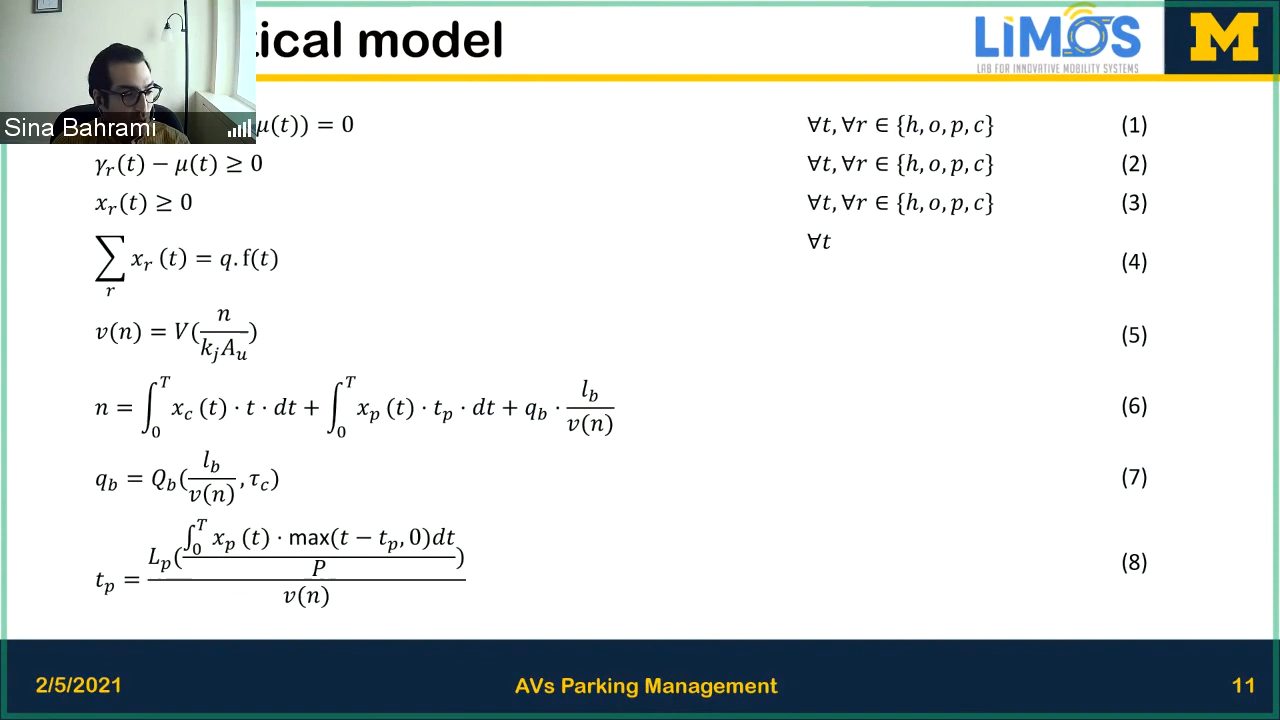 tical model
LiMOS
LAB FOR INNOVATIVE MOBILITY SYSTEMS
M
Sina Bahrami
μ(t)) = 0 ∀t, ∀r ∈ {h, o, p, c} (1)
γ_r(t) − μ(t) ≥ 0 ∀t, ∀r ∈ {h, o, p, c} (2)
x_r(t) ≥ 0 ∀t, ∀r ∈ {h, o, p, c} (3)
∑_r x_r (t) = q. f(t) ∀t (4)
v(n) = V(n / k_j A_u) (5)
n = ∫_0^T x_c (t) · t · dt + ∫_0^T x_p (t) · t_p · dt + q_b · l_b / v(n) (6)
q_b = Q_b(l_b / v(n), τ_c) (7)
t_p = L_p(∫_0^T x_p (t) · max(t − t_p, 0)dt / P) / v(n) (8)
2/5/2021 AVs Parking Management 11